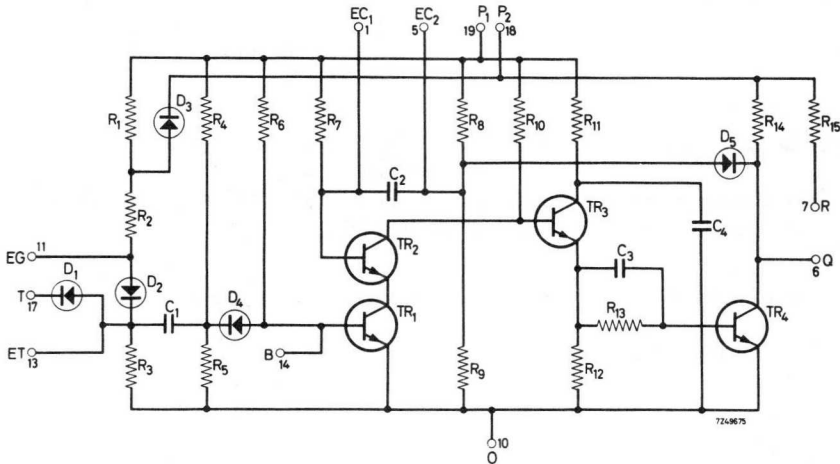 EC1 EC2 P1 P2
1 5 19 18
R1 D3 R4 R6 R7 R8 R10 R11 R14 R15
D5
C2
7 R
R2
TR3
C4
EG 11
TR2
C3
Q
6
D1
D2
T
17
C1 D4
TR1
R13
TR4
ET
13
R3 R5
B
14
R9
R12
7Z49675
10
O